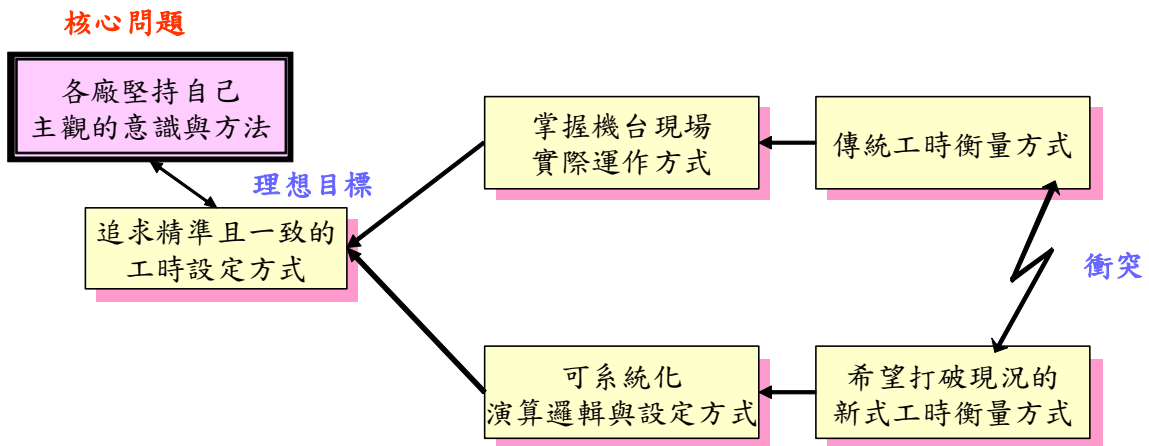 核心問題
各廠堅持自己
主觀的意識與方法
理想目標
追求精準且一致的
工時設定方式
掌握機台現場
實際運作方式
傳統工時衡量方式
衝突
可系統化
演算邏輯與設定方式
希望打破現況的
新式工時衡量方式